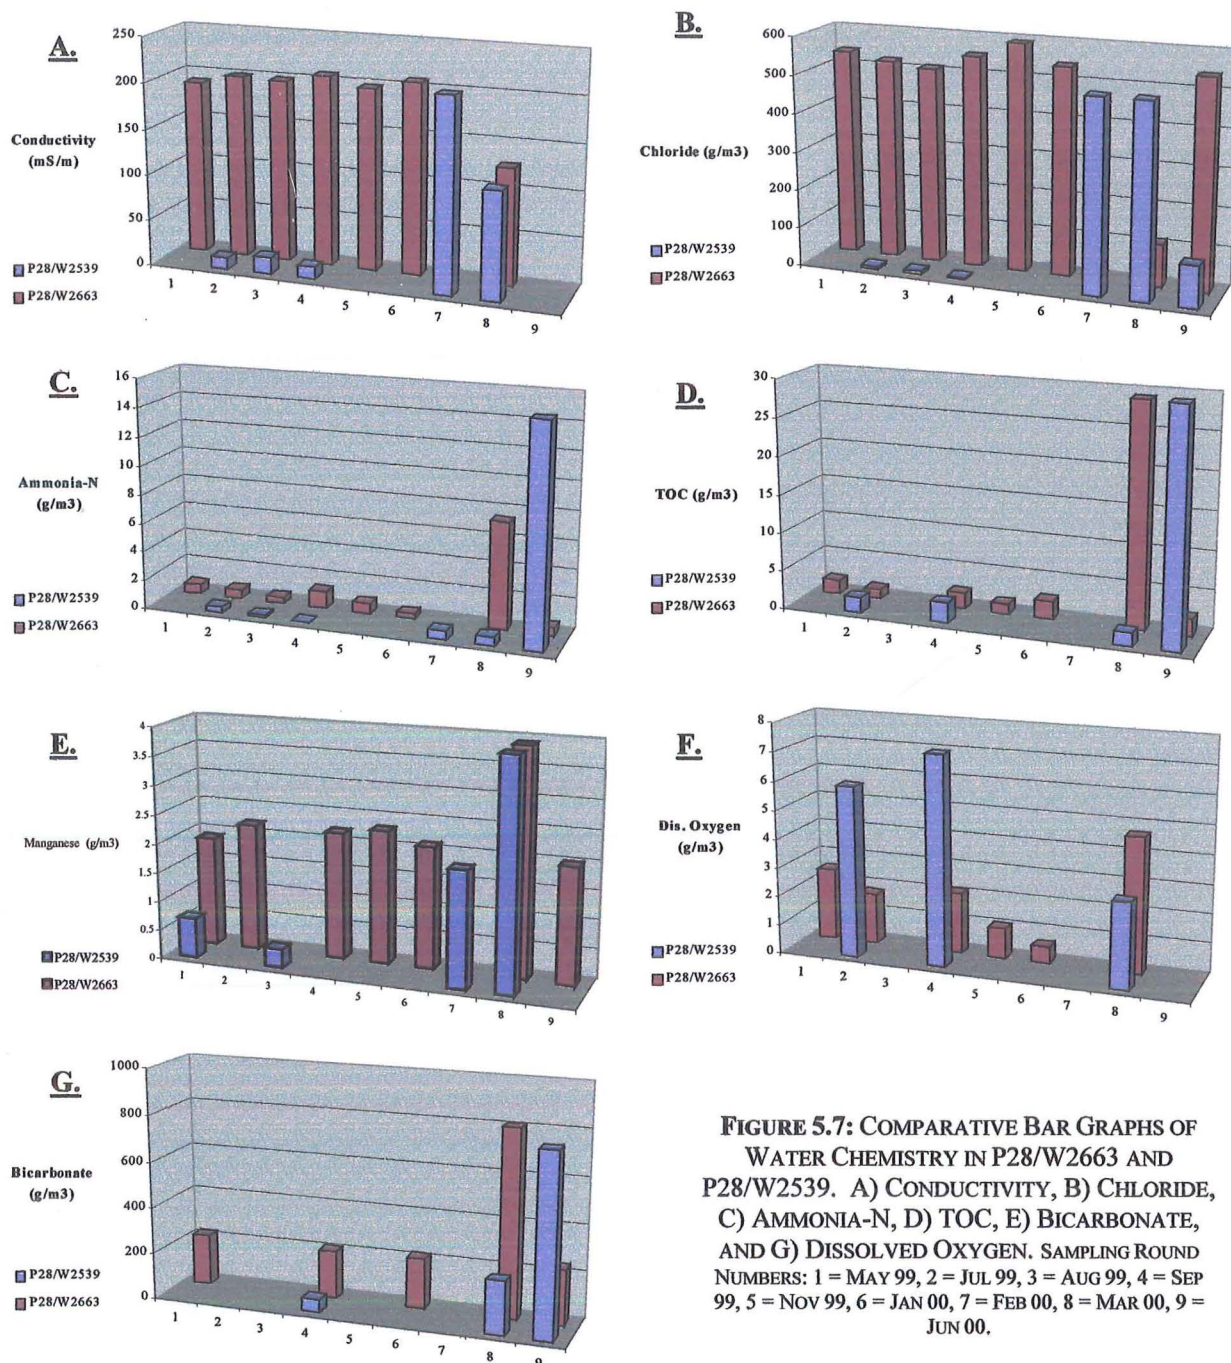 A.
250
200
150
100
50
0
Conductivity
(mS/m)
P28/W2539
P28/W2663
1 2 3 4 5 6 7 8 9
B.
600
500
400
300
200
100
0
Chloride (g/m3)
P28/W2539
P28/W2663
1 2 3 4 5 6 7 8 9
C.
16
14
12
10
8
6
4
2
0
Ammonia-N
(g/m3)
P28/W2539
P28/W2663
1 2 3 4 5 6 7 8 9
D.
30
25
20
15
10
5
0
TOC (g/m3)
P28/W2539
P28/W2663
1 2 3 4 5 6 7 8 9
E.
4
3.5
3
2.5
2
1.5
1
0.5
0
Manganese (g/m3)
P28/W2539
P28/W2663
1 2 3 4 5 6 7 8 9
F.
8
7
6
5
4
3
2
1
0
Dis. Oxygen
(g/m3)
P28/W2539
P28/W2663
1 2 3 4 5 6 7 8 9
G.
1000
800
600
400
200
0
Bicarbonate
(g/m3)
P28/W2539
P28/W2663
1 2 3 4 5 6 7 8 9
FIGURE 5.7: COMPARATIVE BAR GRAPHS OF
WATER CHEMISTRY IN P28/W2663 AND
P28/W2539. A) CONDUCTIVITY, B) CHLORIDE,
C) AMMONIA-N, D) TOC, E) BICARBONATE,
AND G) DISSOLVED OXYGEN. SAMPLING ROUND
NUMBERS: 1 = MAY 99, 2 = JUL 99, 3 = AUG 99, 4 = SEP
99, 5 = NOV 99, 6 = JAN 00, 7 = FEB 00, 8 = MAR 00, 9 =
JUN 00.